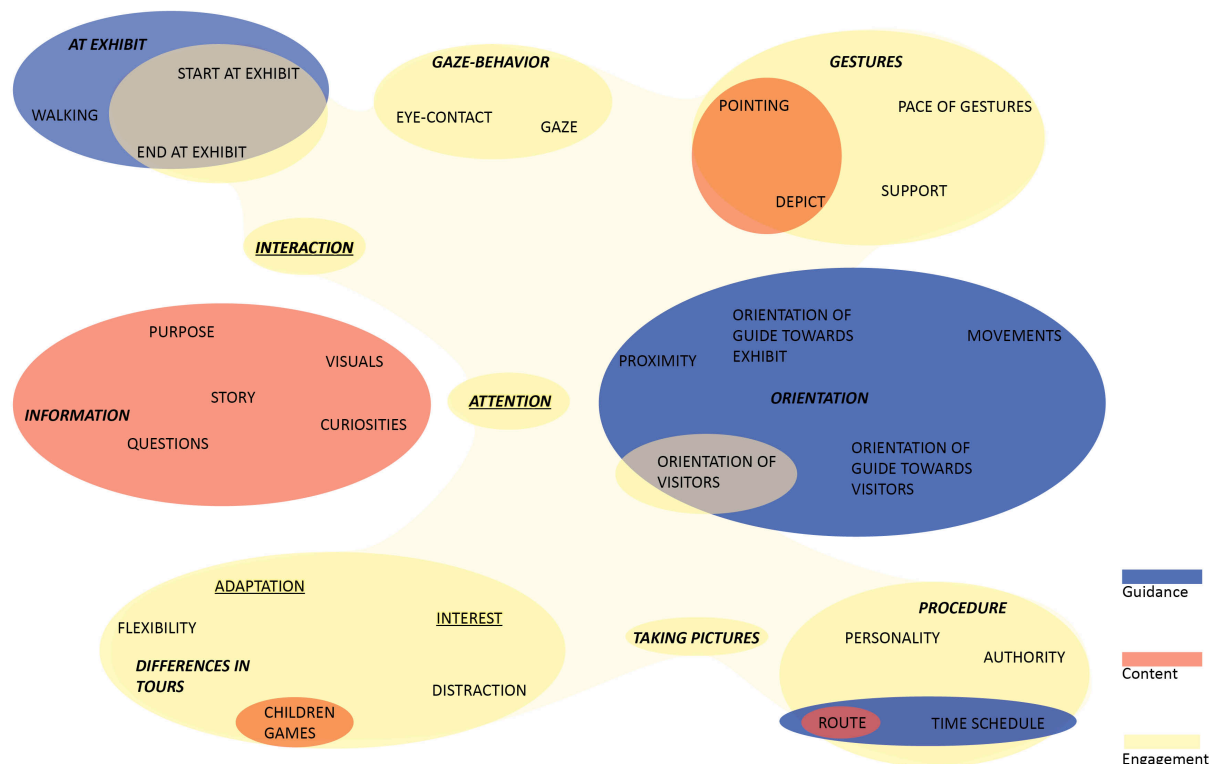 AT EXHIBIT
START AT EXHIBIT
WALKING
END AT EXHIBIT
GAZE-BEHAVIOR
EYE-CONTACT
GAZE
GESTURES
POINTING
PACE OF GESTURES
SUPPORT
DEPICT
INTERACTION
PURPOSE
VISUALS
STORY
INFORMATION
CURIOSITIES
QUESTIONS
ATTENTION
ORIENTATION OF
GUIDE TOWARDS
EXHIBIT
MOVEMENTS
PROXIMITY
ORIENTATION
ORIENTATION OF
VISITORS
ORIENTATION OF
GUIDE TOWARDS
VISITORS
ADAPTATION
INTEREST
FLEXIBILITY
DIFFERENCES IN
TOURS
DISTRACTION
CHILDREN
GAMES
TAKING PICTURES
PROCEDURE
PERSONALITY
AUTHORITY
ROUTE
TIME SCHEDULE
Guidance
Content
Engagement